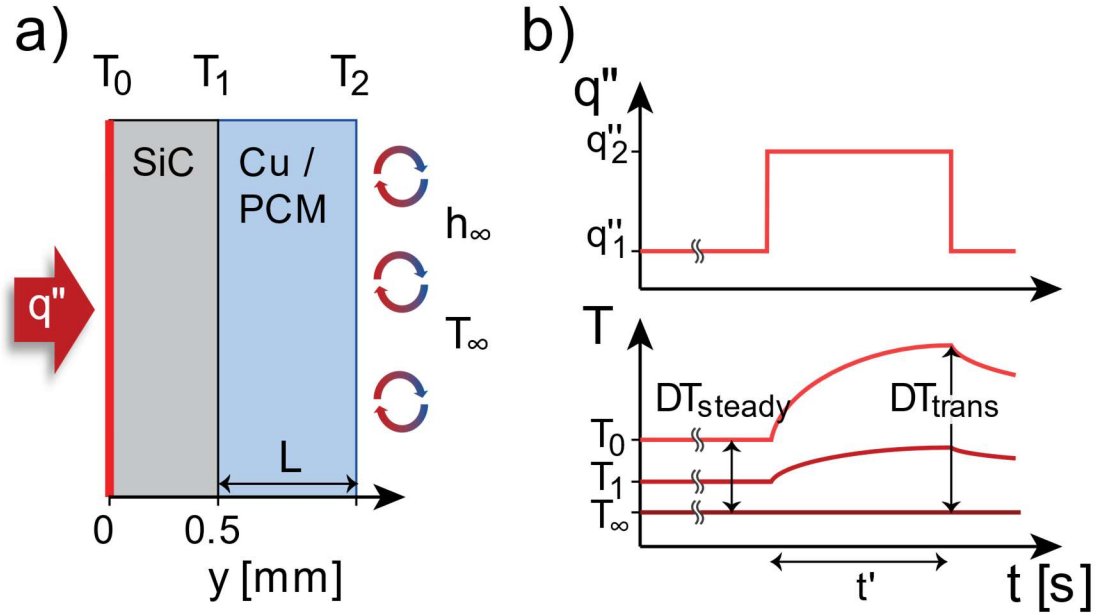 a)
T₀ T₁ T₂
SiC
Cu /
PCM
q"
h∞
T∞
L
0 0.5
y [mm]
b)
q"
q"₂
q"₁
T
DTsteady
DTtrans
T₀
T₁
T∞
t'
t [s]